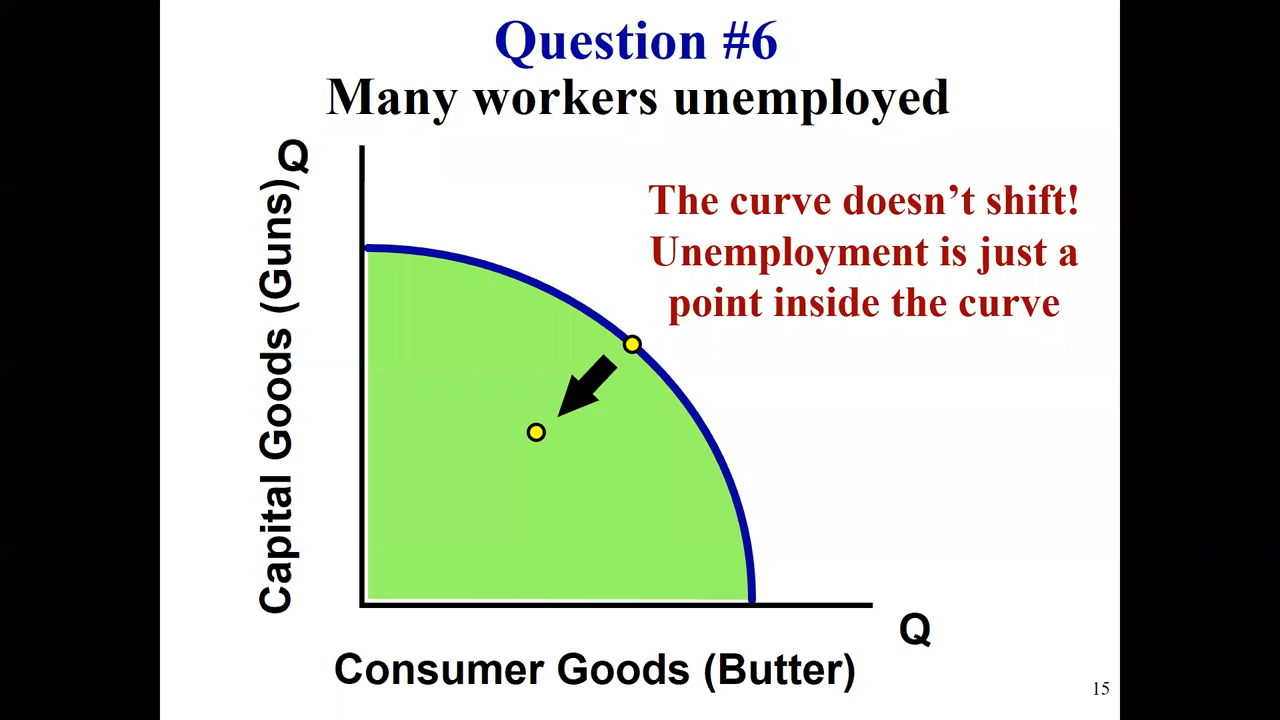 Question #6
Many workers unemployed
Q
Capital Goods (Guns)
The curve doesn’t shift!
Unemployment is just a
point inside the curve
Q
Consumer Goods (Butter)
15